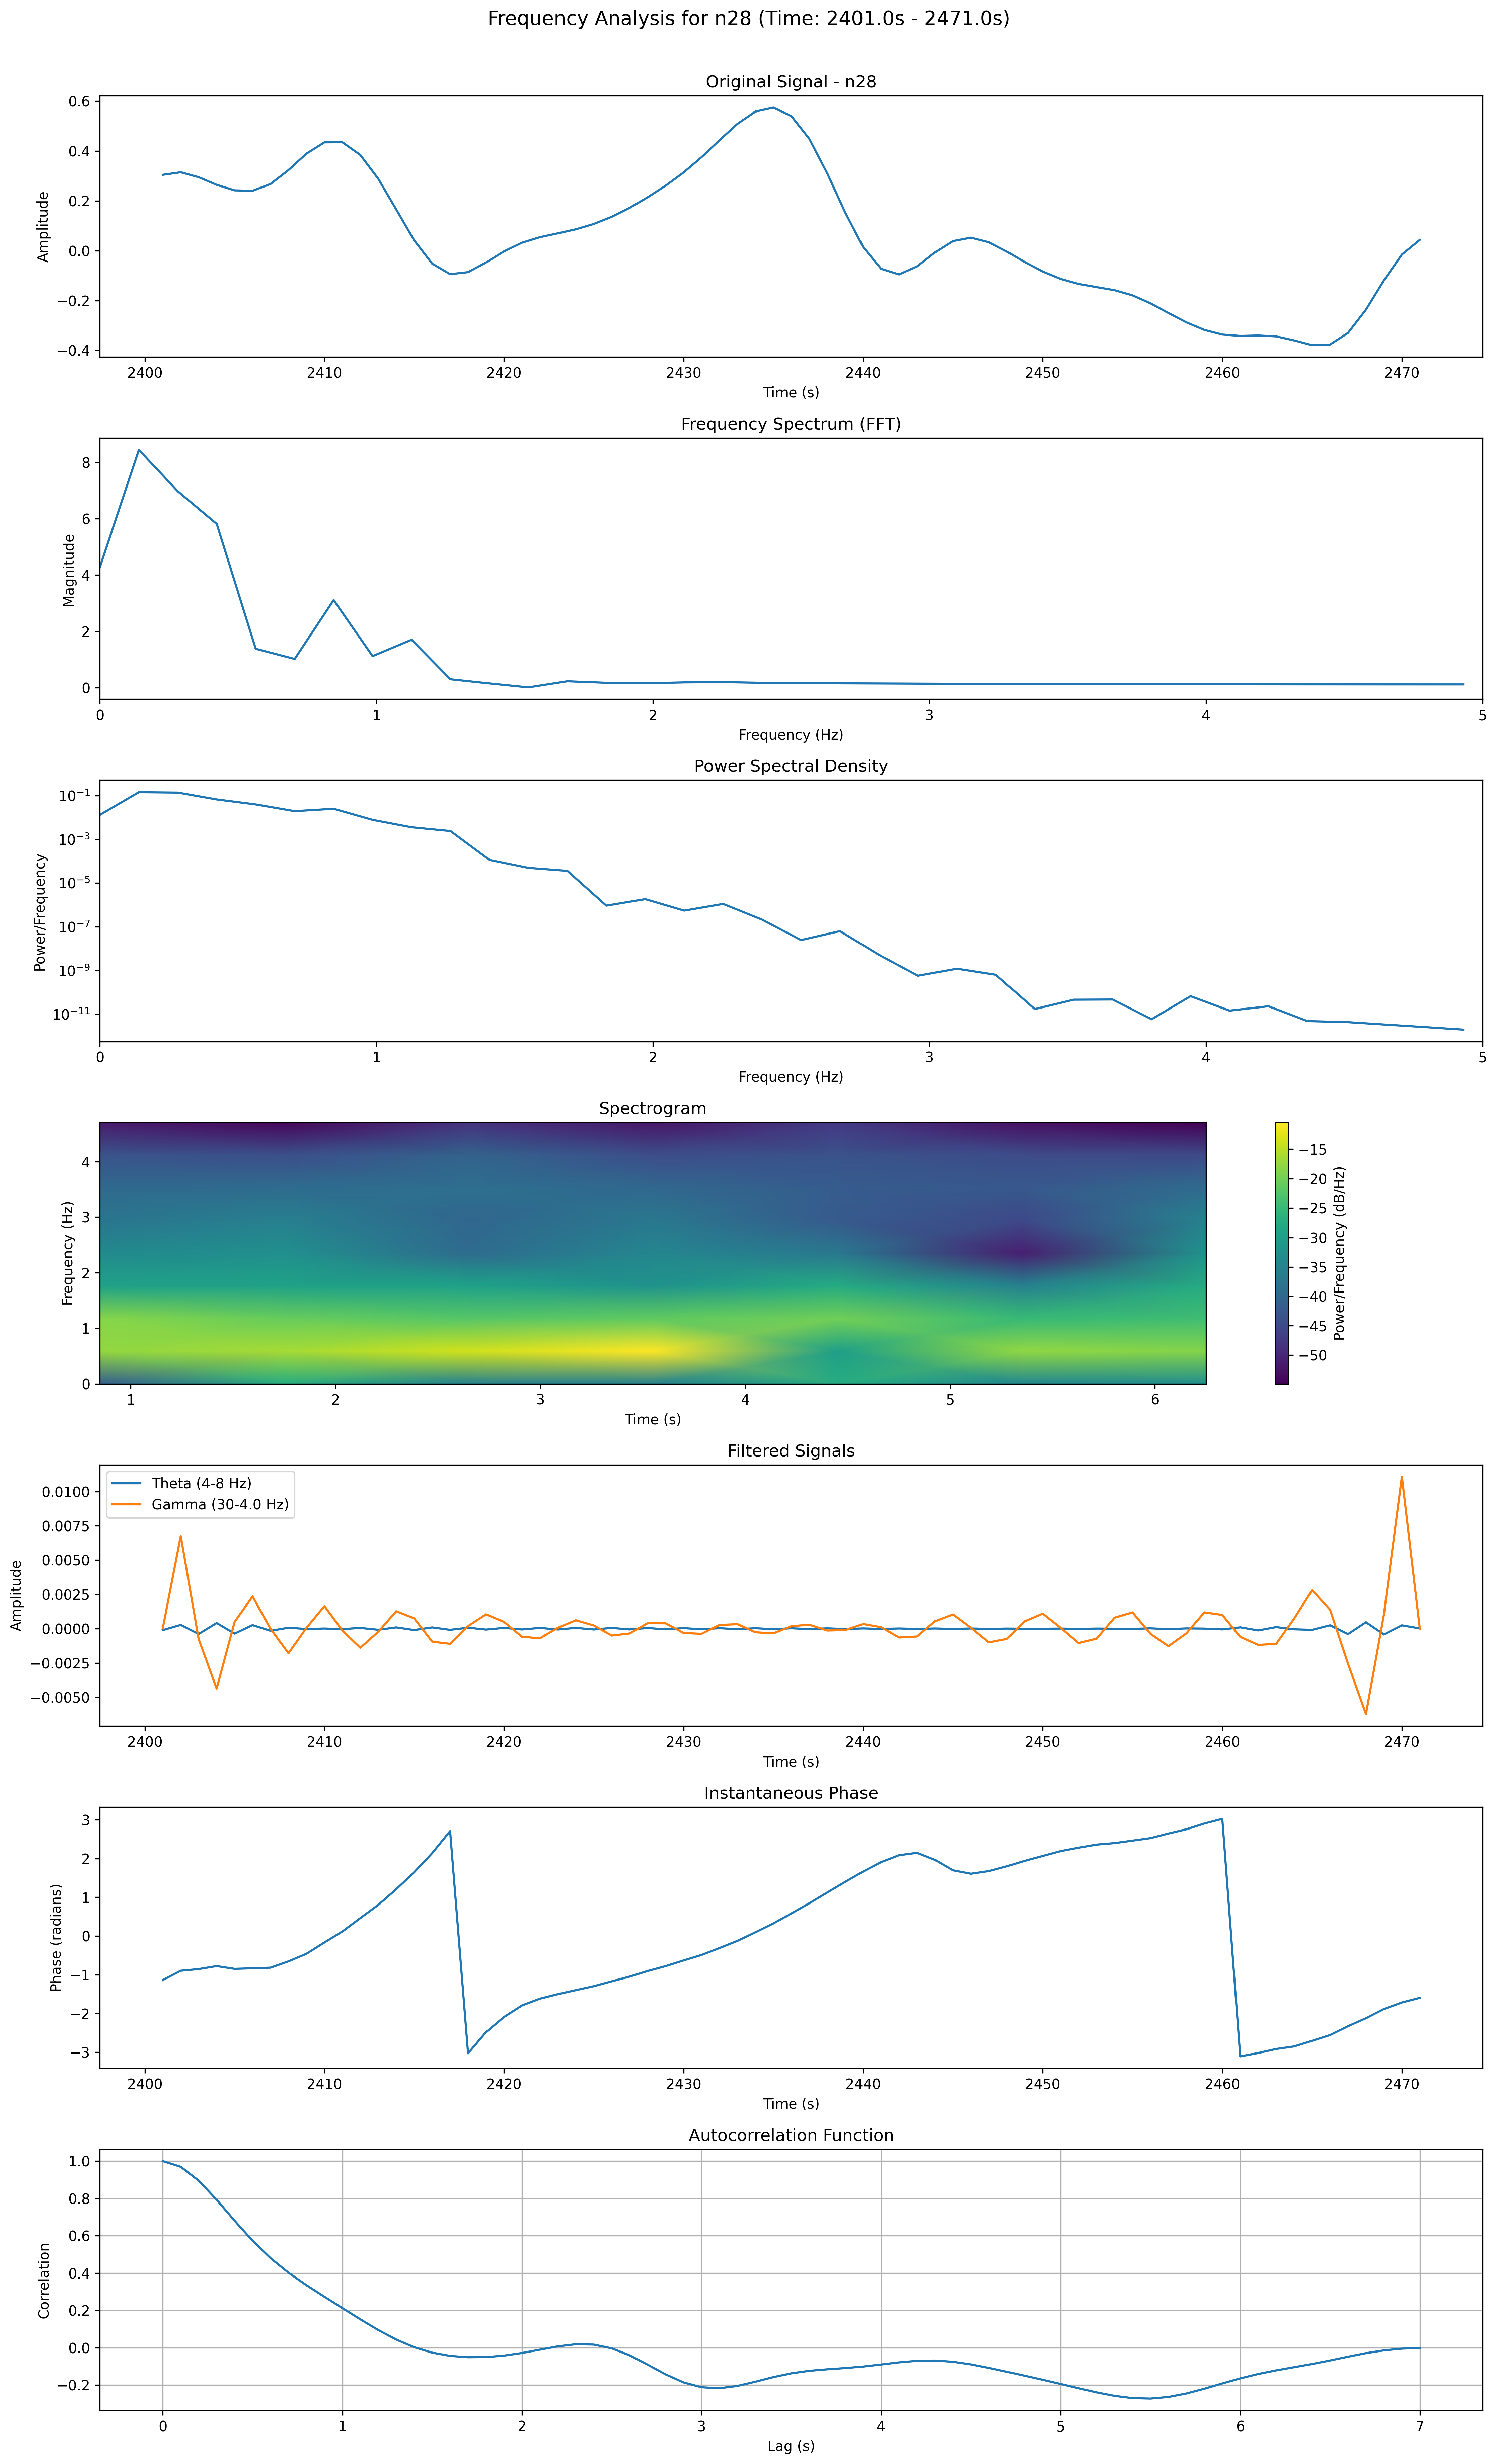 Frequency Analysis for n28 (Time: 2401.0s - 2471.0s)
Original Signal - n28
0.6
0.4
0.2
0.0
−0.2
−0.4
Amplitude
2400 2410 2420 2430 2440 2450 2460 2470
Time (s)
Frequency Spectrum (FFT)
8
6
4
2
0
Magnitude
0 1 2 3 4 5
Frequency (Hz)
Power Spectral Density
10⁻¹
10⁻³
10⁻⁵
10⁻⁷
10⁻⁹
10⁻¹¹
Power/Frequency
0 1 2 3 4 5
Frequency (Hz)
Spectrogram
4
3
2
1
0
Frequency (Hz)
1 2 3 4 5 6
Time (s)
−15
−20
−25
−30
−35
−40
−45
−50
Power/Frequency (dB/Hz)
Filtered Signals
Theta (4-8 Hz)
Gamma (30-4.0 Hz)
0.0100
0.0075
0.0050
0.0025
0.0000
−0.0025
−0.0050
Amplitude
2400 2410 2420 2430 2440 2450 2460 2470
Time (s)
Instantaneous Phase
3
2
1
0
−1
−2
−3
Phase (radians)
2400 2410 2420 2430 2440 2450 2460 2470
Time (s)
Autocorrelation Function
1.0
0.8
0.6
0.4
0.2
0.0
−0.2
Correlation
0 1 2 3 4 5 6 7
Lag (s)